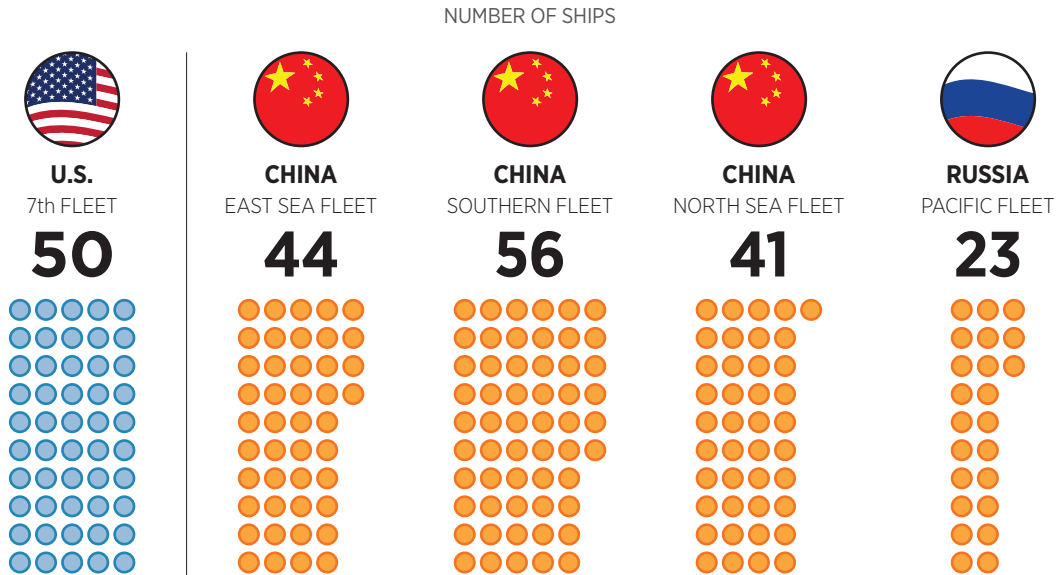 NUMBER OF SHIPS
U.S.
7th FLEET
50
CHINA
EAST SEA FLEET
44
CHINA
SOUTHERN FLEET
56
CHINA
NORTH SEA FLEET
41
RUSSIA
PACIFIC FLEET
23